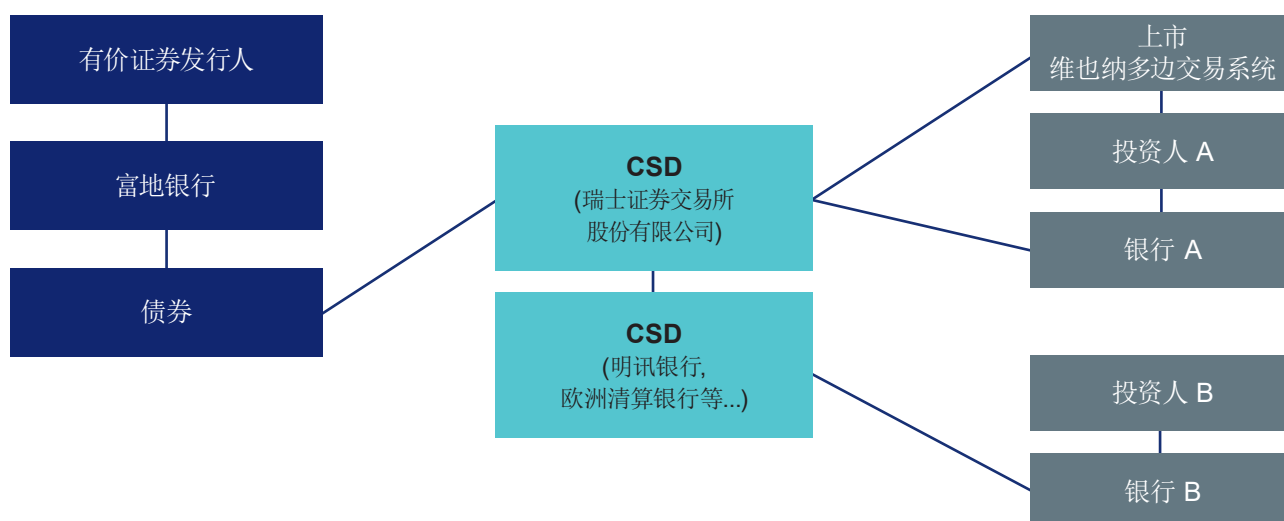 有价证券发行人
富地银行
债券
CSD
(瑞士证券交易所
股份有限公司)
CSD
(明讯银行,
欧洲清算银行等...)
上市
维也纳多边交易系统
投资人 A
银行 A
投资人 B
银行 B